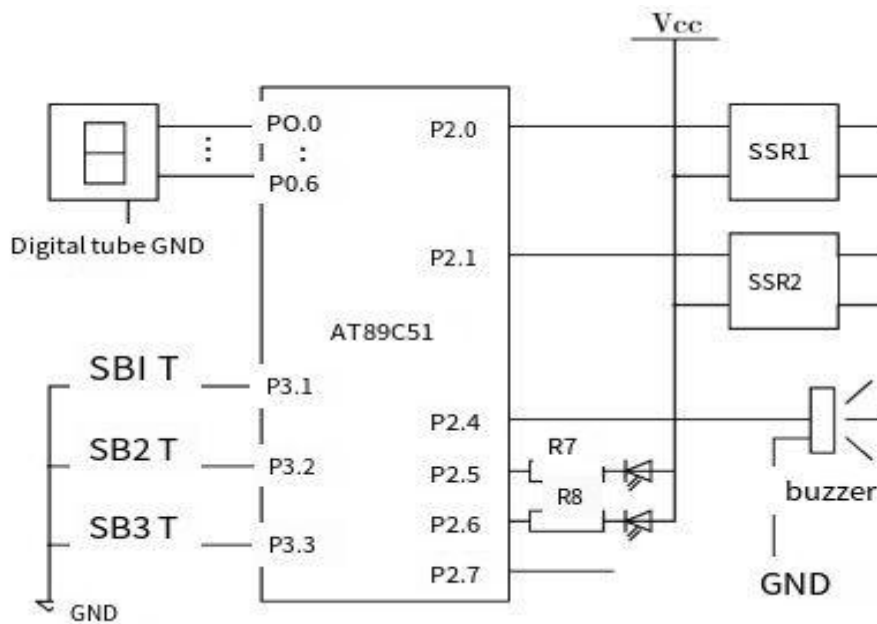 Vcc
PO.0
P2.0
SSR1
P0.6
Digital tube GND
P2.1
SSR2
AT89C51
SBI T
P3.1
P2.4
R7
SB2 T
P3.2
P2.5
R8
buzzer
SB3 T
P3.3
P2.6
P2.7
GND
GND